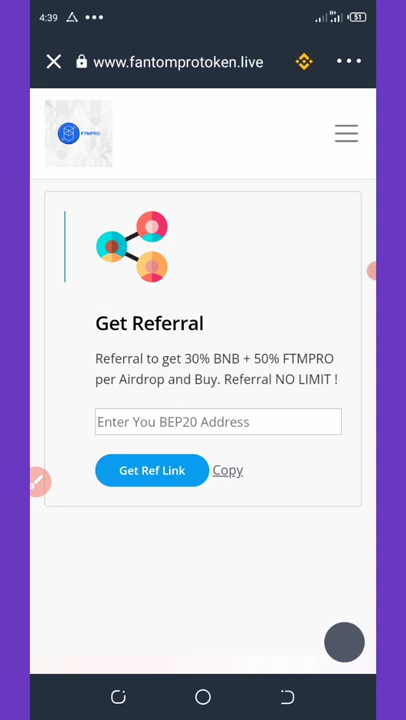 4:39
51
www.fantomprotoken.live
FTMPRO
Get Referral
Referral to get 30% BNB + 50% FTMPRO
per Airdrop and Buy. Referral NO LIMIT !
Enter You BEP20 Address
Get Ref Link Copy